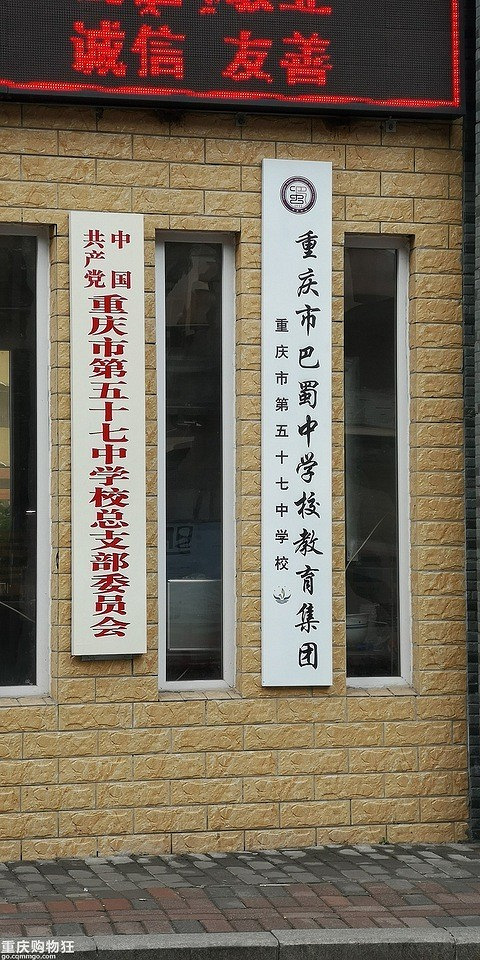 诚信 友善
中国共产党重庆市第五十七中学校总支部委员会
重庆市巴蜀中学校教育集团
重庆市第五十七中学校
重庆购物狂
go.cqmmgo.com